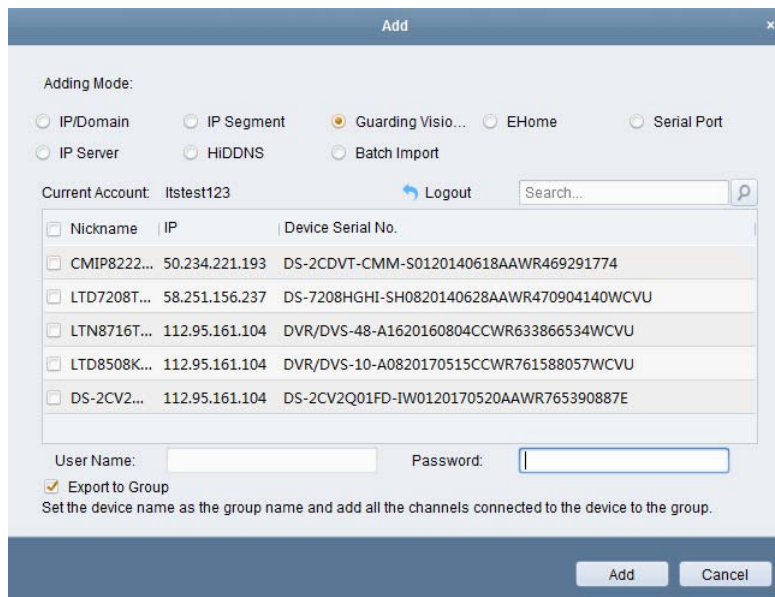 Add
Adding Mode:
IP/Domain IP Segment Guarding Visio... EHome Serial Port
IP Server HiDDNS Batch Import
Current Account: ltstest123 Logout Search...
Nickname IP Device Serial No.
CMIP8222... 50.234.221.193 DS-2CDVT-CMM-S0120140618AAWR469291774
LTD7208T... 58.251.156.237 DS-7208HGHI-SH0820140628AAWR470904140WCVU
LTN8716T... 112.95.161.104 DVR/DVS-48-A1620160804CCWR633866534WCVU
LTD8508K... 112.95.161.104 DVR/DVS-10-A0820170515CCWR761588057WCVU
DS-2CV2... 112.95.161.104 DS-2CV2Q01FD-IW0120170520AAWR765390887E
User Name: Password:
Export to Group
Set the device name as the group name and add all the channels connected to the device to the group.
Add Cancel